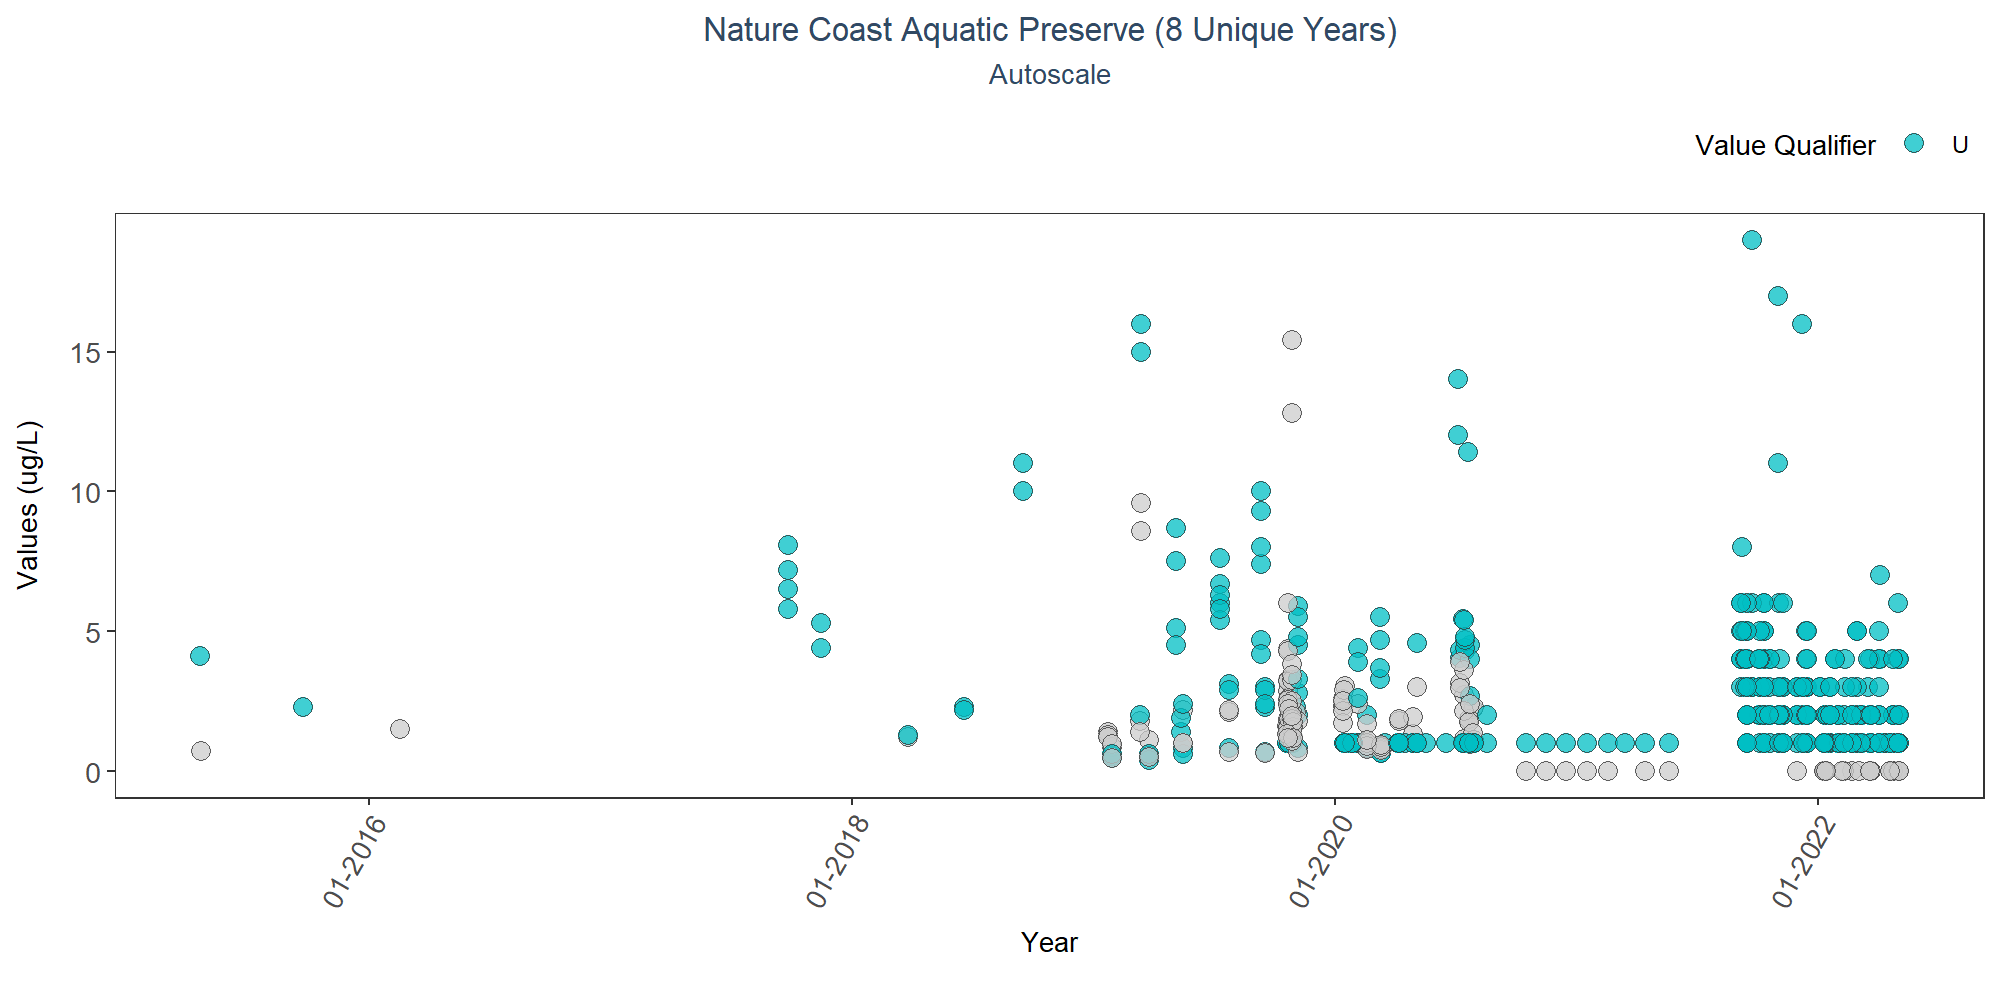 Nature Coast Aquatic Preserve (8 Unique Years)
Autoscale
Value Qualifier U
Values (ug/L)
15
10
5
0
01-2016
01-2018
01-2020
01-2022
Year